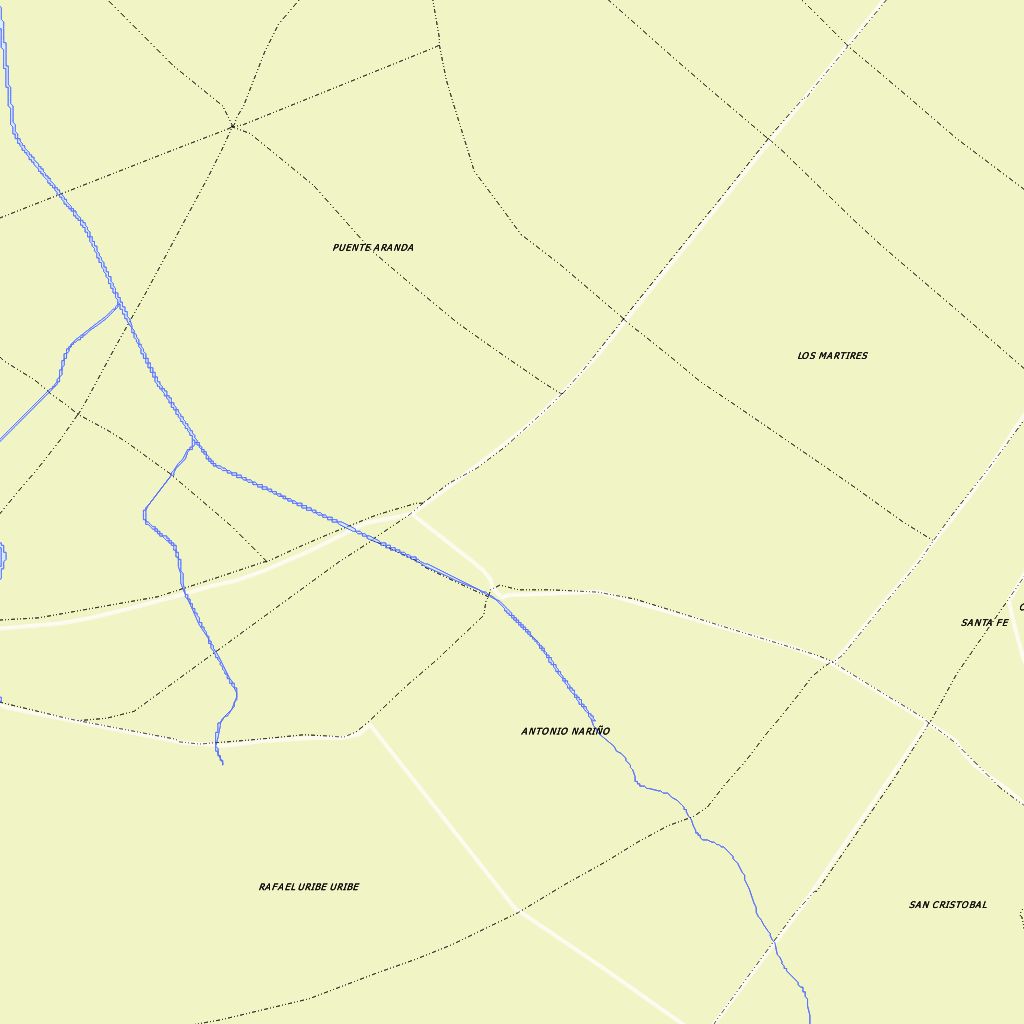 PUENTE ARANDA
LOS MARTIRES
SANTA FE
ANTONIO NARIÑO
RAFAEL URIBE URIBE
SAN CRISTOBAL